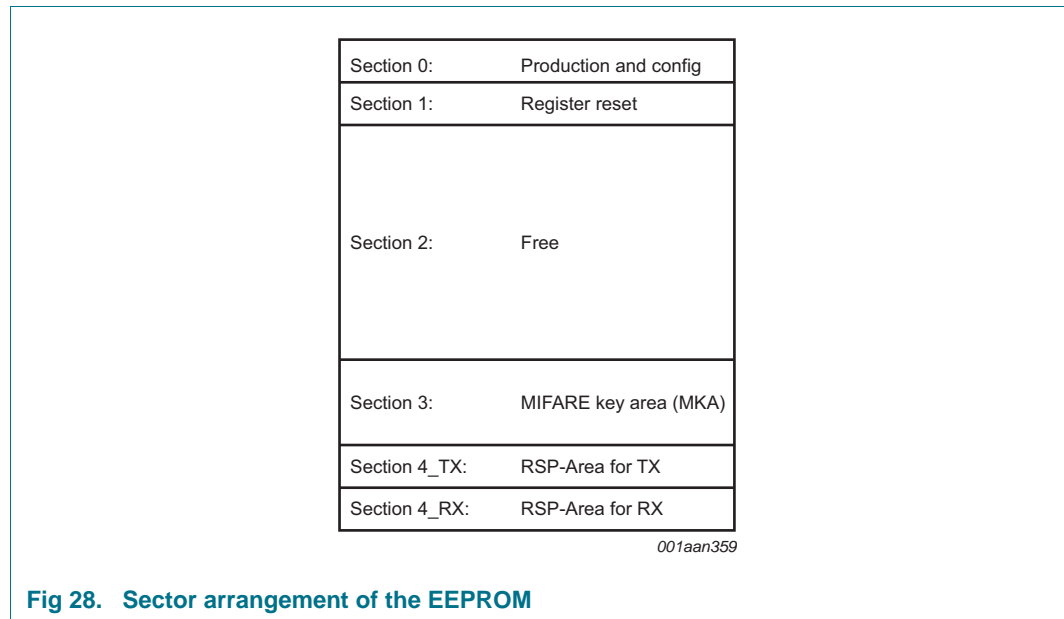 Section 0: Production and config
Section 1: Register reset
Section 2: Free
Section 3: MIFARE key area (MKA)
Section 4_TX: RSP-Area for TX
Section 4_RX: RSP-Area for RX
001aan359
Fig 28. Sector arrangement of the EEPROM